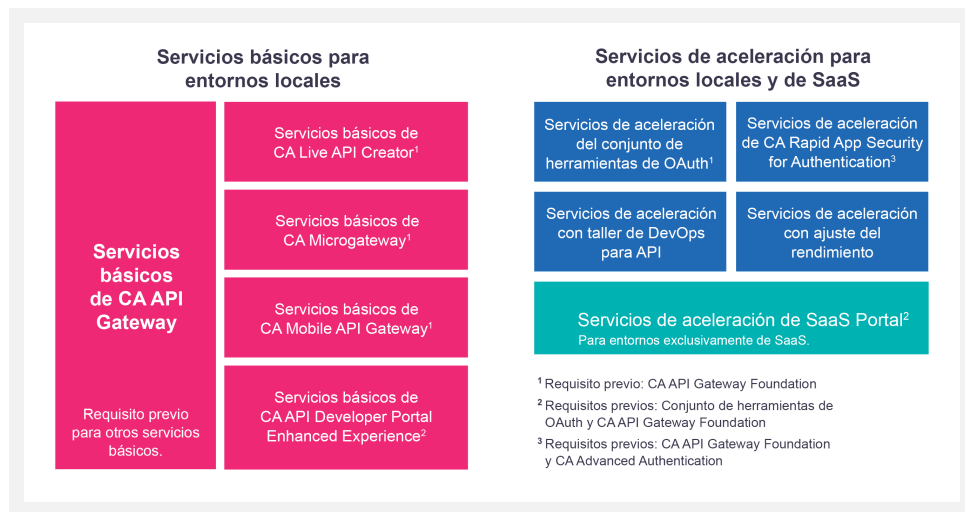 Servicios básicos para
entornos locales
Servicios
básicos
de CA API
Gateway
Requisito previo
para otros servicios
básicos.
Servicios básicos de
CA Live API Creator¹
Servicios básicos de
CA Microgateway¹
Servicios básicos de
CA Mobile API Gateway¹
Servicios básicos de
CA API Developer Portal
Enhanced Experience²
Servicios de aceleración para
entornos locales y de SaaS
Servicios de aceleración
del conjunto de
herramientas de OAuth¹
Servicios de aceleración
de CA Rapid App Security
for Authentication³
Servicios de aceleración
con taller de DevOps
para API
Servicios de aceleración
con ajuste del
rendimiento
Servicios de aceleración de SaaS Portal²
Para entornos exclusivamente de SaaS.
¹ Requisito previo: CA API Gateway Foundation
² Requisitos previos: Conjunto de herramientas de
OAuth y CA API Gateway Foundation
³ Requisitos previos: CA API Gateway Foundation
y CA Advanced Authentication